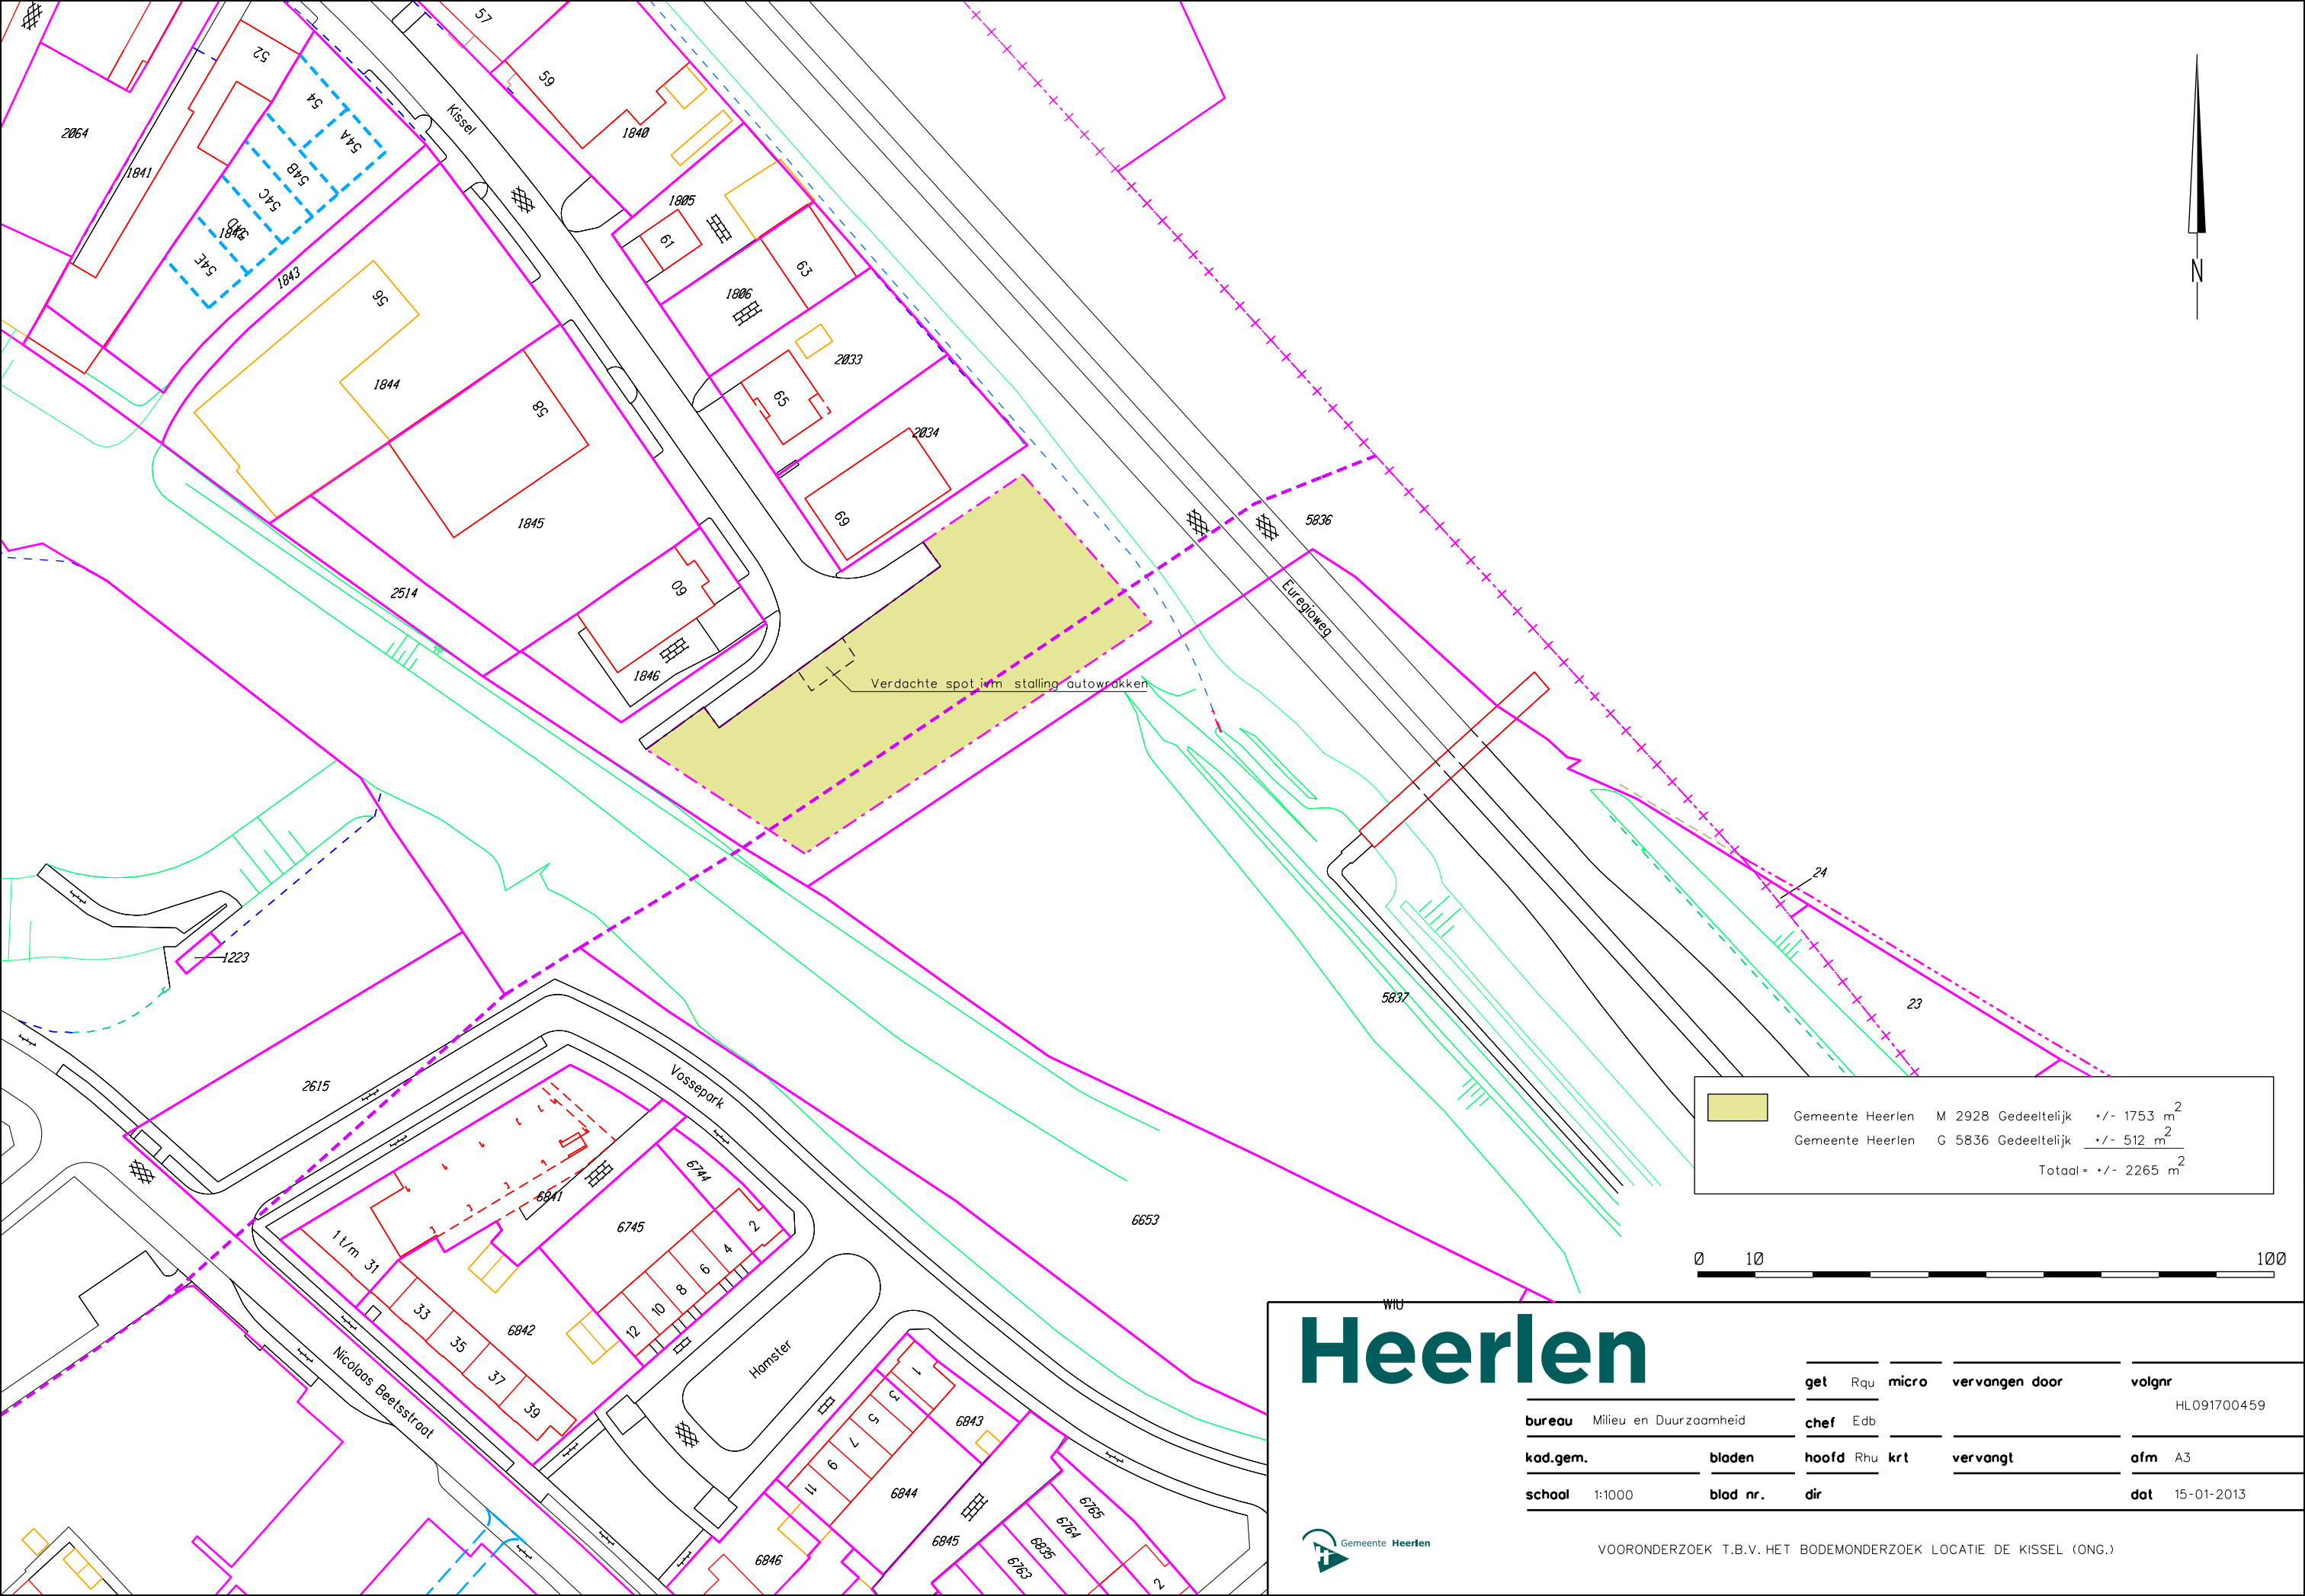 57
52
59
54
54A
54B
54C
54D
54E
Kissel
2064
1840
1841
1842
1843
1805
61
63
1806
56
1844
2033
65
58
2034
1845
69
2514
60
1846
5836
Euregioweg
Verdachte spot ivm stalling autowrakken
N
24
23
1223
5837
2615
Vossepark
6841
6744
6745
6653
1 t/m 31
33
35
37
39
6842
2
4
6
8
10
12
Hamster
Nicolaas Beetsstraat
1
3
5
7
9
11
6843
6844
6845
6846
6765
6764
6835
6763
2
Gemeente Heerlen M 2928 Gedeeltelijk +/- 1753 m2
Gemeente Heerlen G 5836 Gedeeltelijk +/- 512 m2
Totaal= +/- 2265 m2
0 10 100
WIU
Heerlen
get Rqu micro vervangen door volgnr
HL091700459
bureau Milieu en Duurzaamheid chef Edb
kad.gem. bladen hoofd Rhu krt vervangt afm A3
schaal 1:1000 blad nr. dir dat 15-01-2013
Gemeente Heerlen
VOORONDERZOEK T.B.V. HET BODEMONDERZOEK LOCATIE DE KISSEL (ONG.)